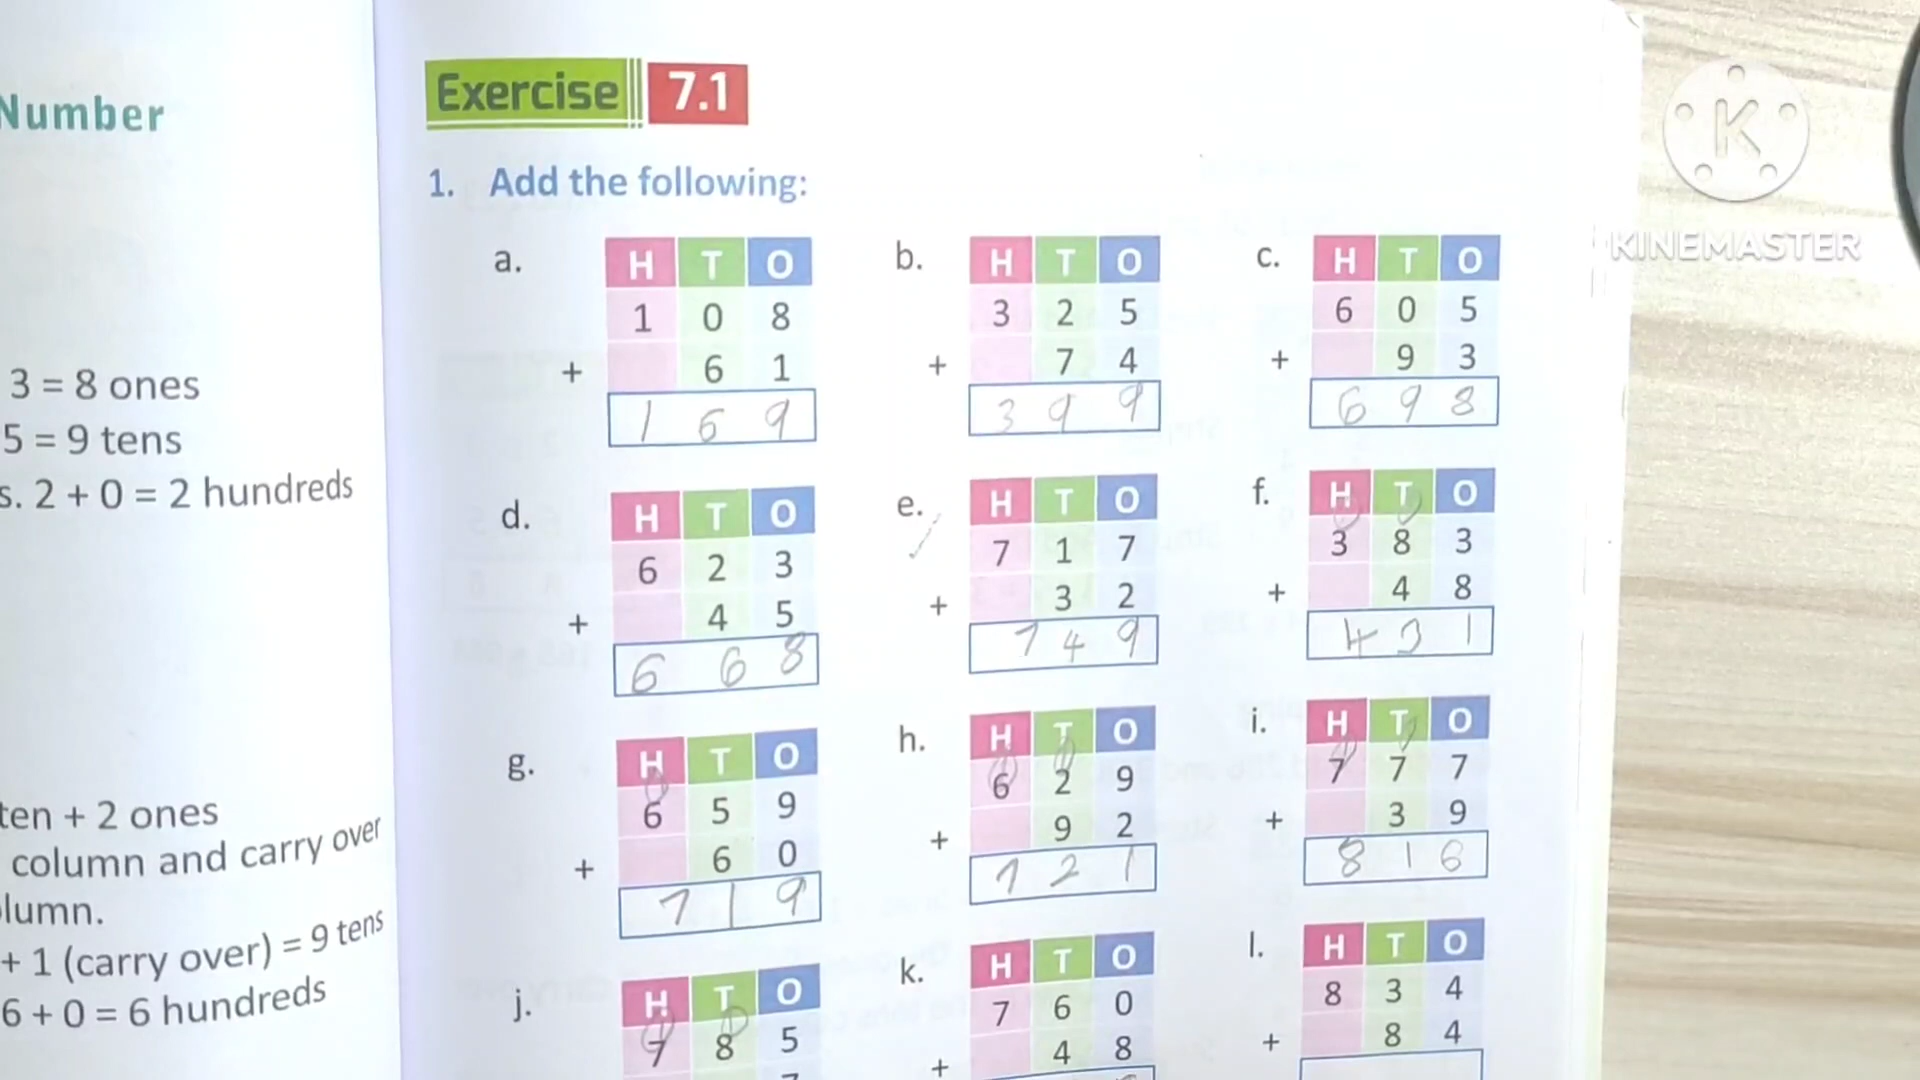 Number
3 = 8 ones
5 = 9 tens
s. 2 + 0 = 2 hundreds
ten + 2 ones
column and carry over
lumn.
+ 1 (carry over) = 9 tens
6 + 0 = 6 hundreds
Exercise 7.1
1. Add the following:
a. H T O
1 0 8
+ 6 1
1 6 9
b. H T O
3 2 5
+ 7 4
3 9 9
c. H T O
6 0 5
+ 9 3
6 9 8
d. H T O
6 2 3
+ 4 5
6 6 8
e. H T O
7 1 7
+ 3 2
7 4 9
f. H T O
3 8 3
+ 4 8
4 3 1
g. H T O
6 5 9
+ 6 0
7 1 9
h. H T O
6 2 9
+ 9 2
7 2 1
i. H T O
7 7 7
+ 3 9
8 1 6
j. H T O
7 8 5
k. H T O
7 6 0
+ 4 8
l. H T O
8 3 4
+ 8 4
K
KINEMASTER